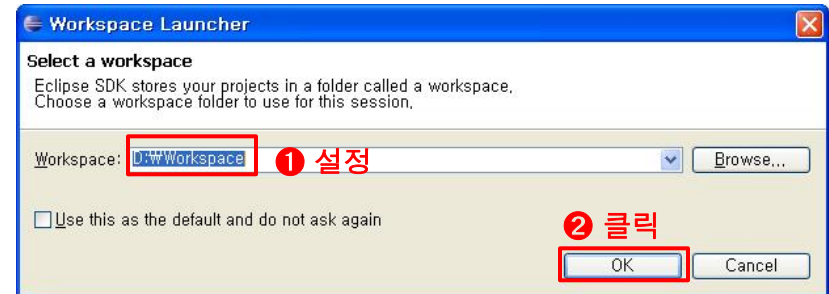 Workspace Launcher
Select a workspace
Eclipse SDK stores your projects in a folder called a workspace.
Choose a workspace folder to use for this session.
Workspace: D:₩Workspace ❶ 설정 Browse...
Use this as the default and do not ask again
❷ 클릭
OK Cancel